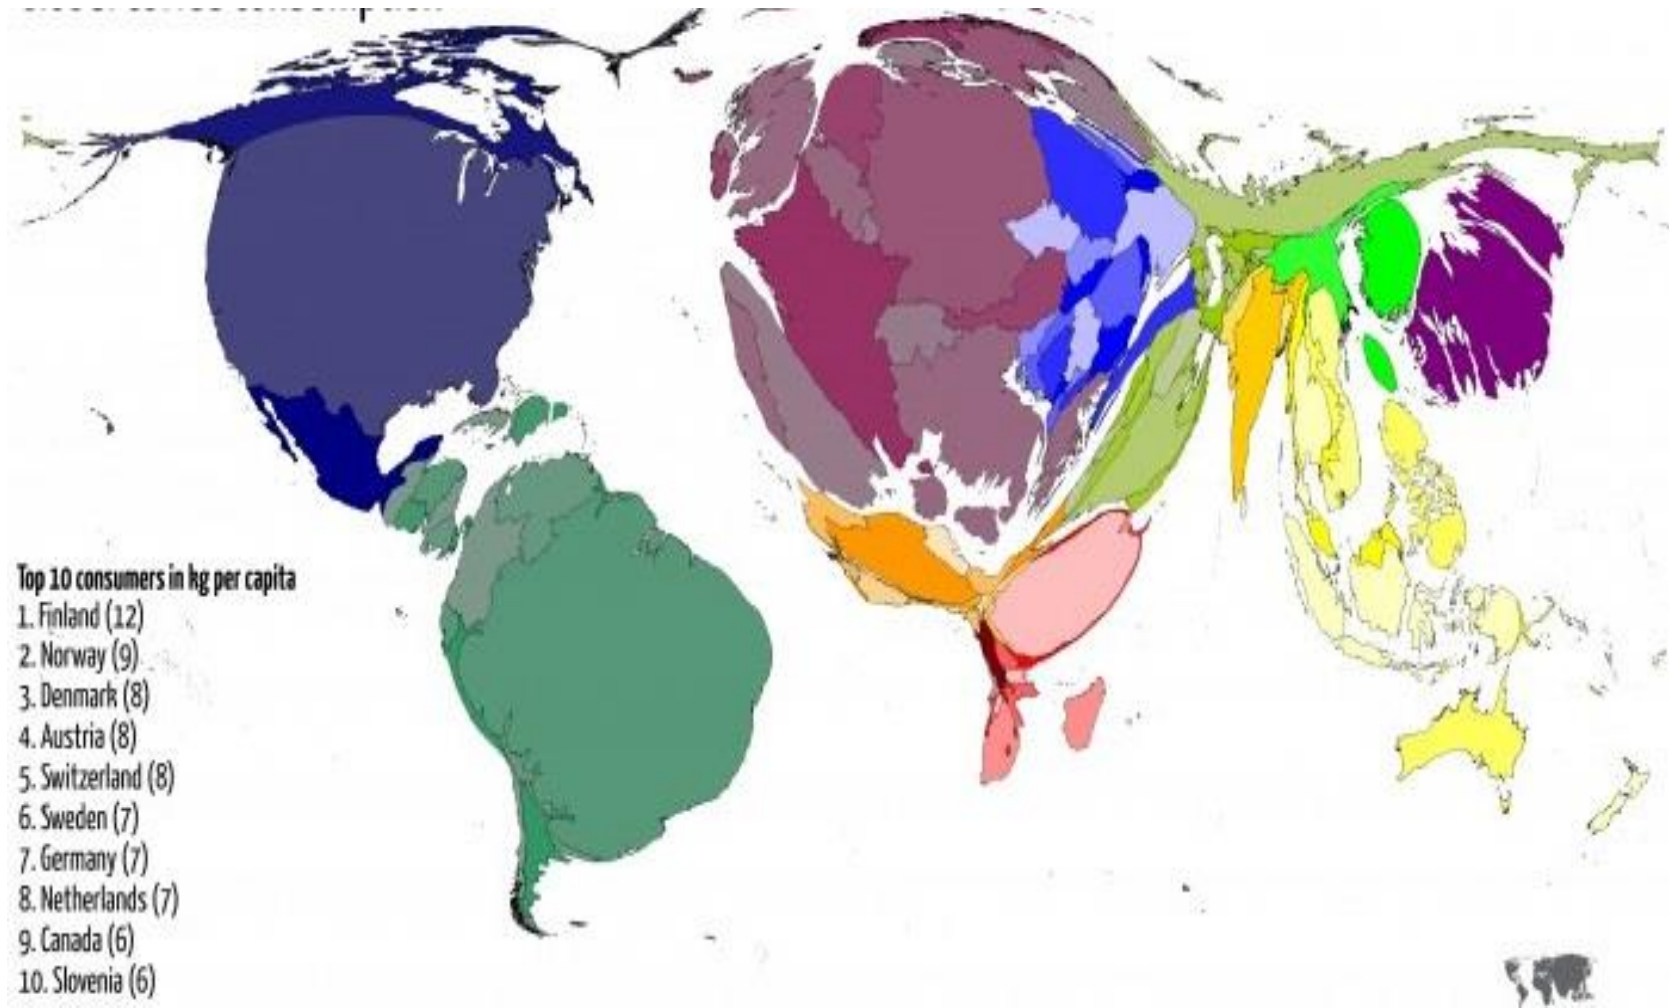 Top 10 consumers in kg per capita
1. Finland (12)
2. Norway (9)
3. Denmark (8)
4. Austria (8)
5. Switzerland (8)
6. Sweden (7)
7. Germany (7)
8. Netherlands (7)
9. Canada (6)
10. Slovenia (6)